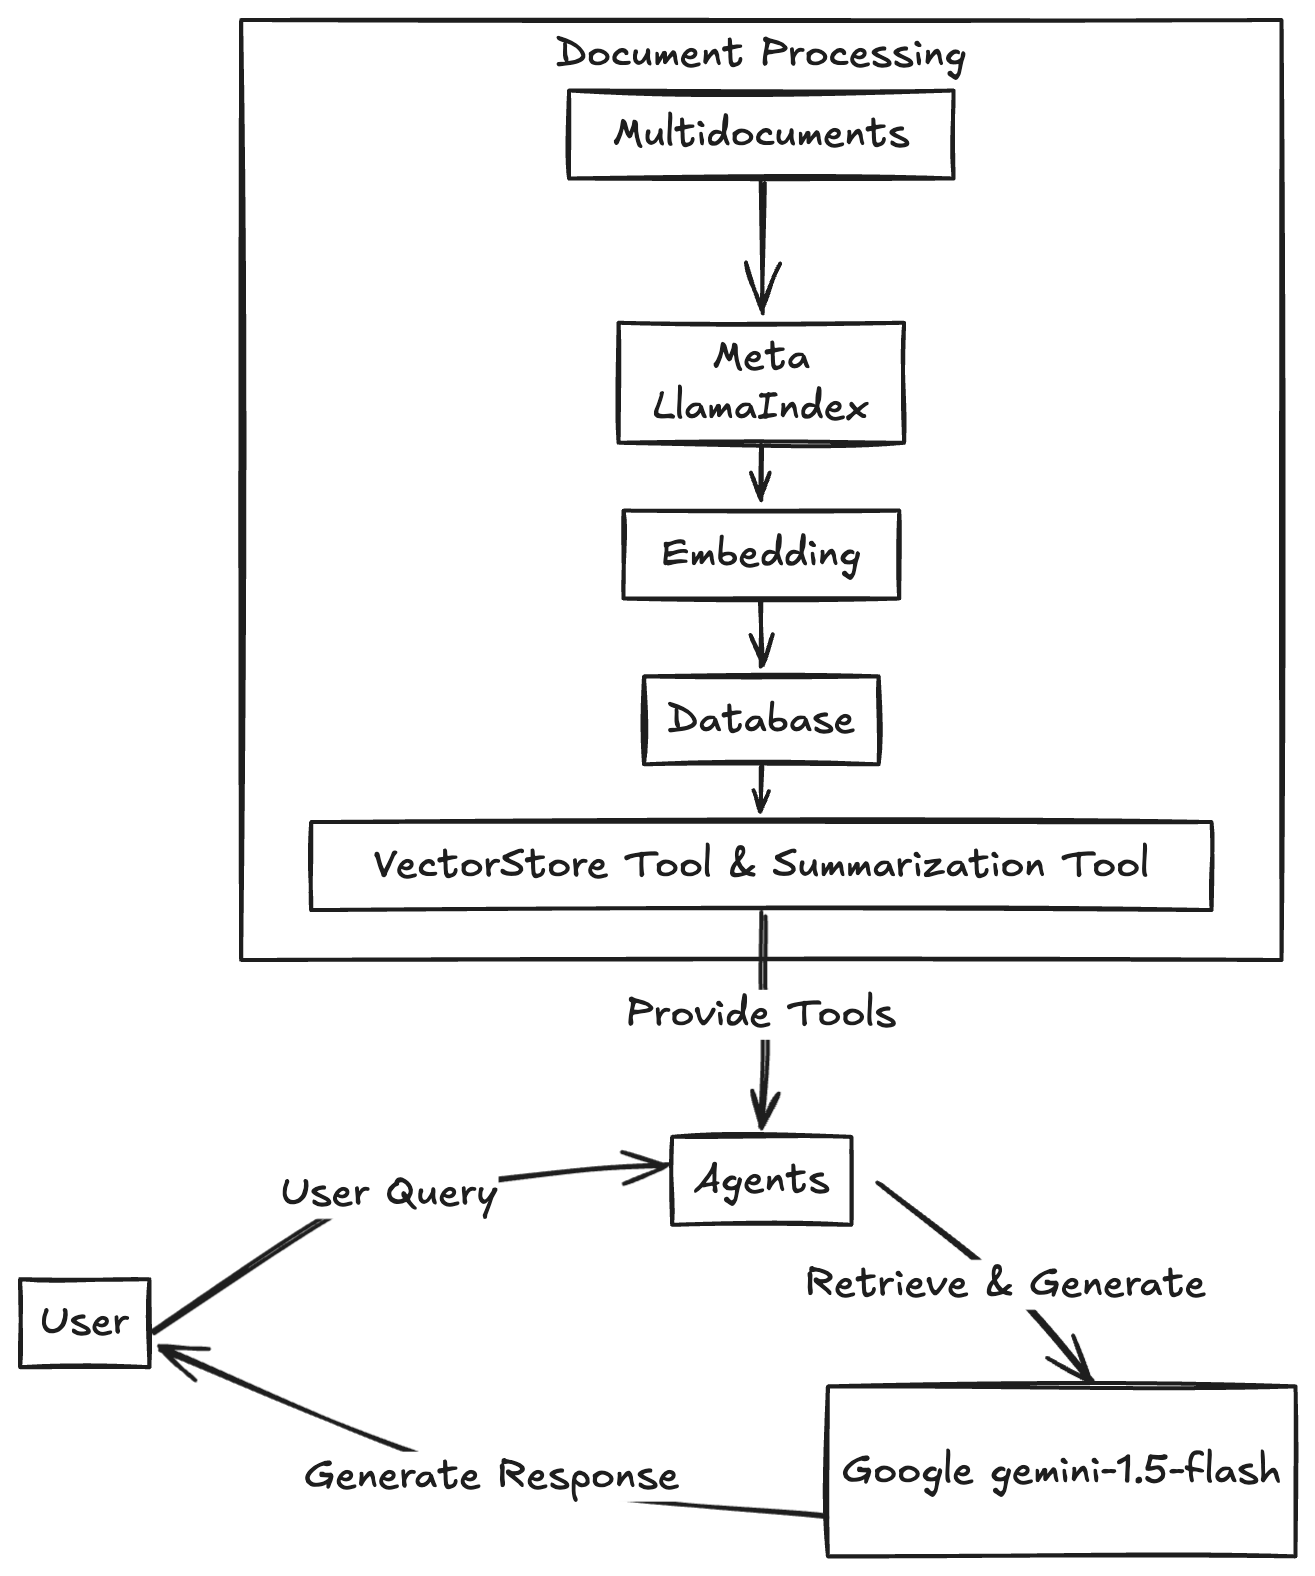 Document Processing
Multidocuments
Meta
LlamaIndex
Embedding
Database
VectorStore Tool & Summarization Tool
Provide Tools
Agents
User Query
Retrieve & Generate
User
Google gemini-1.5-flash
Generate Response